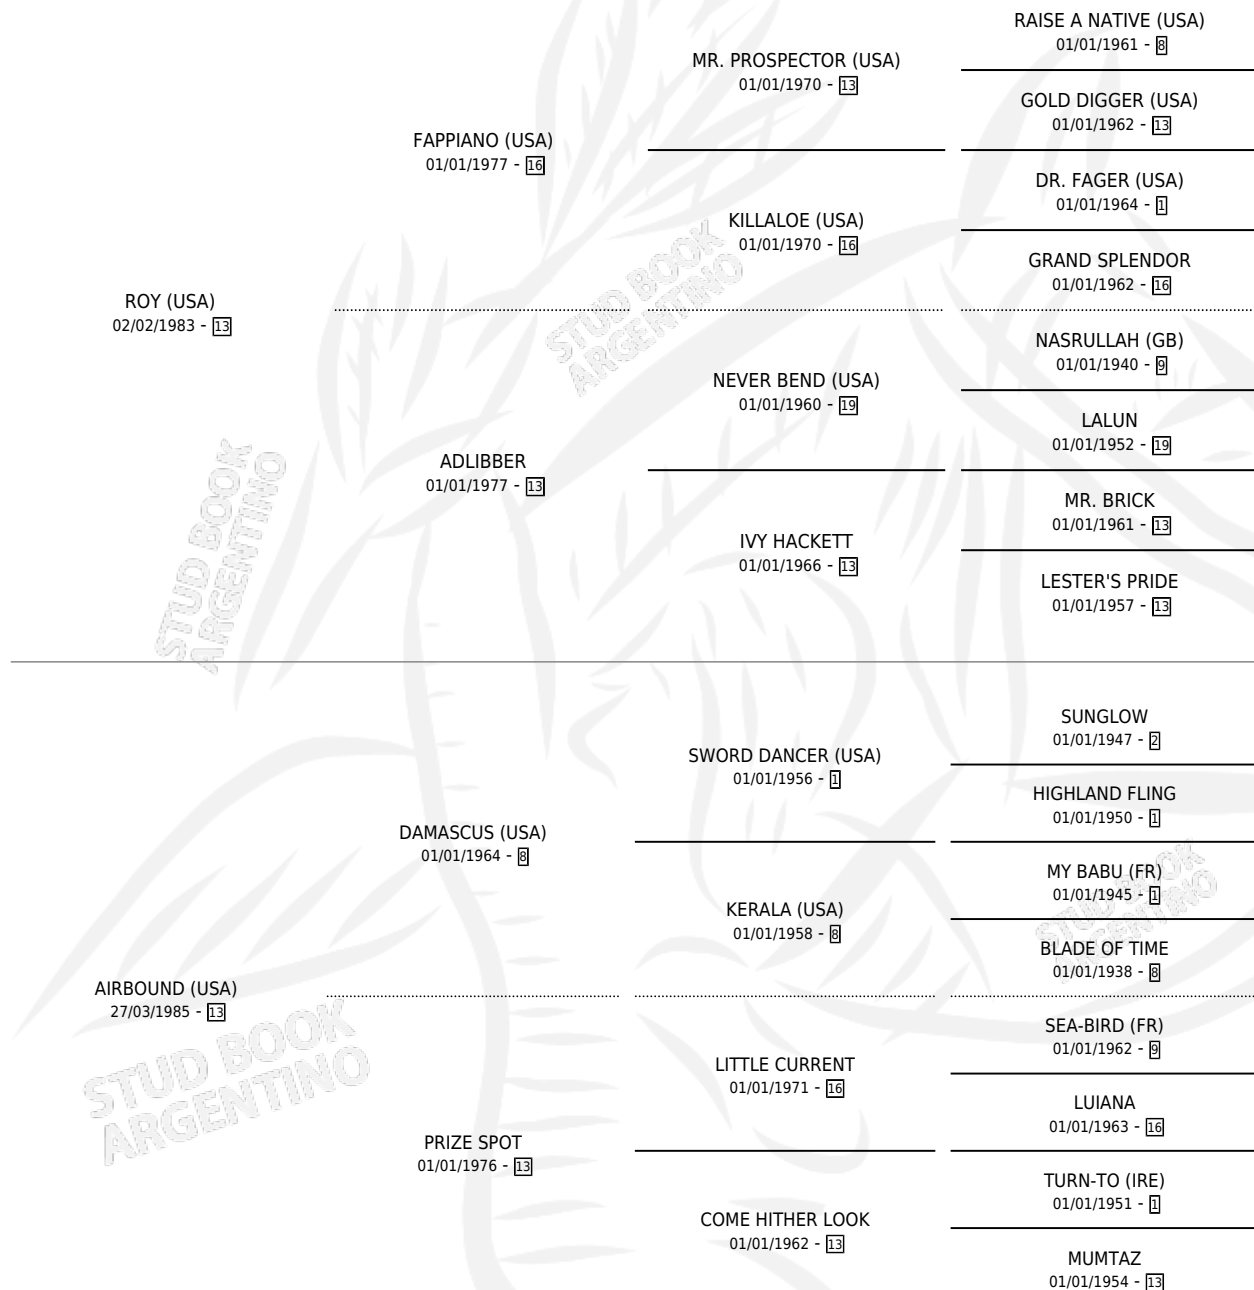 RAISE A NATIVE (USA)
01/01/1961 - 8
MR. PROSPECTOR (USA)
01/01/1970 - 13
GOLD DIGGER (USA)
01/01/1962 - 13
FAPPIANO (USA)
01/01/1977 - 16
DR. FAGER (USA)
01/01/1964 - 1
KILLALOE (USA)
01/01/1970 - 16
GRAND SPLENDOR
01/01/1962 - 16
STUD BOOK
ARGENTINO
ROY (USA)
02/02/1983 - 13
NASRULLAH (GB)
01/01/1940 - 9
NEVER BEND (USA)
01/01/1960 - 19
LALUN
01/01/1952 - 19
ADLIBBER
01/01/1977 - 13
MR. BRICK
01/01/1961 - 13
IVY HACKETT
01/01/1966 - 13
LESTER'S PRIDE
01/01/1957 - 13
STUD BOOK
ARGENTINO
SUNGLOW
01/01/1947 - 2
SWORD DANCER (USA)
01/01/1956 - 1
HIGHLAND FLING
01/01/1950 - 1
DAMASCUS (USA)
01/01/1964 - 8
MY BABU (FR)
01/01/1945 - 1
KERALA (USA)
01/01/1958 - 8
BLADE OF TIME
01/01/1938 - 8
STUD BOOK
ARGENTINO
AIRBOUND (USA)
27/03/1985 - 13
SEA-BIRD (FR)
01/01/1962 - 9
LITTLE CURRENT
01/01/1971 - 16
LUIANA
01/01/1963 - 16
STUD BOOK
ARGENTINO
PRIZE SPOT
01/01/1976 - 13
TURN-TO (IRE)
01/01/1951 - 1
COME HITHER LOOK
01/01/1962 - 13
MUMTAZ
01/01/1954 - 13